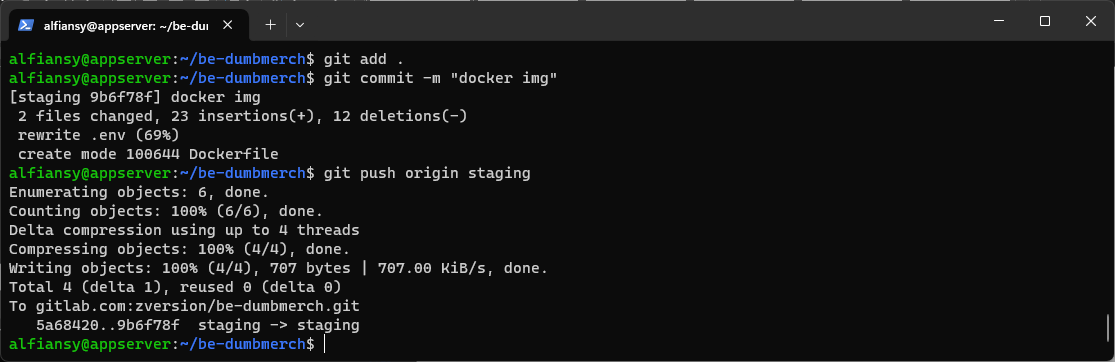 alfiansy@appserver: ~/be-dumb
alfiansy@appserver:~/be-dumbmerch$ git add .
alfiansy@appserver:~/be-dumbmerch$ git commit -m "docker img"
[staging 9b6f78f] docker img
 2 files changed, 23 insertions(+), 12 deletions(-)
 rewrite .env (69%)
 create mode 100644 Dockerfile
alfiansy@appserver:~/be-dumbmerch$ git push origin staging
Enumerating objects: 6, done.
Counting objects: 100% (6/6), done.
Delta compression using up to 4 threads
Compressing objects: 100% (4/4), done.
Writing objects: 100% (4/4), 707 bytes | 707.00 KiB/s, done.
Total 4 (delta 1), reused 0 (delta 0)
To gitlab.com:zversion/be-dumbmerch.git
   5a68420..9b6f78f  staging -> staging
alfiansy@appserver:~/be-dumbmerch$